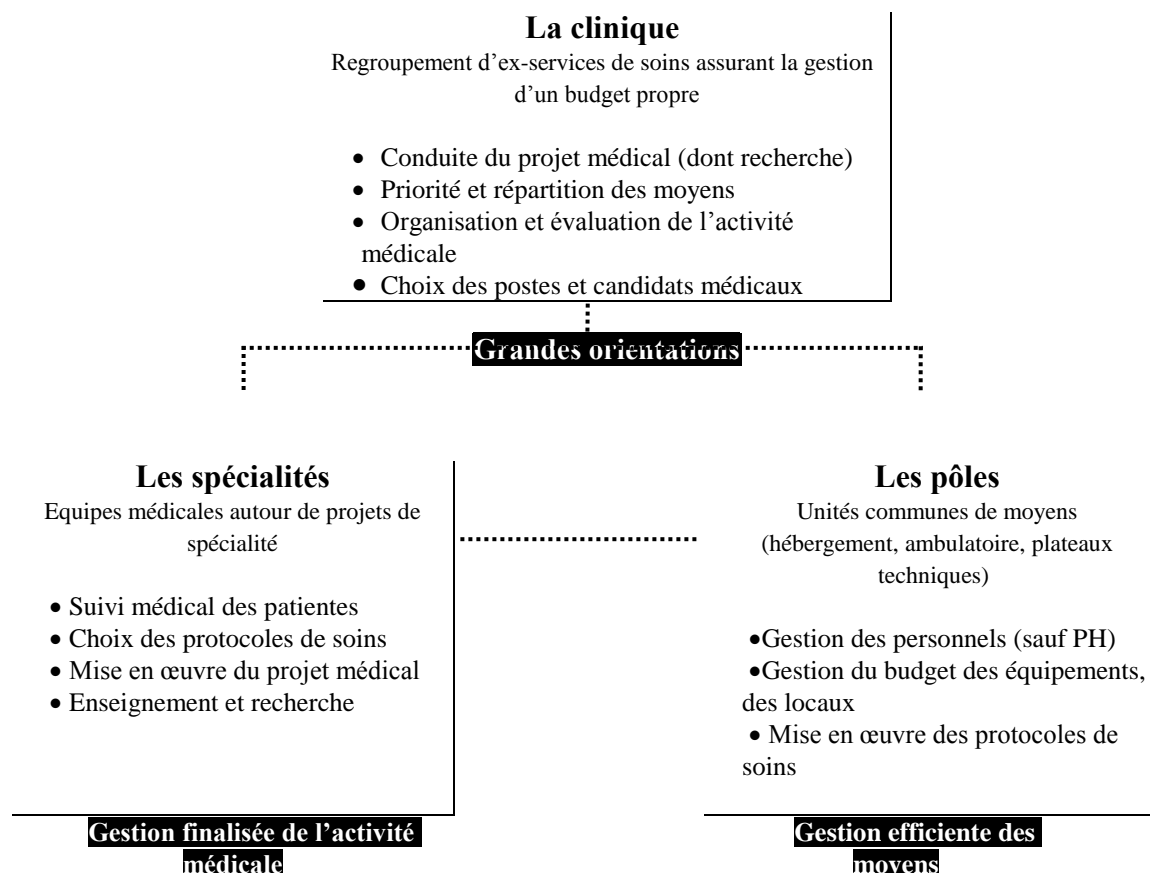 La clinique
Regroupement d'ex-services de soins assurant la gestion
d'un budget propre
• Conduite du projet médical (dont recherche)
• Priorité et répartition des moyens
• Organisation et évaluation de l'activité
médicale
• Choix des postes et candidats médicaux
Grandes orientations
Les spécialités
Equipes médicales autour de projets de
spécialité
• Suivi médical des patientes
• Choix des protocoles de soins
• Mise en œuvre du projet médical
• Enseignement et recherche
Gestion finalisée de l'activité
médicale
Les pôles
Unités communes de moyens
(hébergement, ambulatoire, plateaux
techniques)
•Gestion des personnels (sauf PH)
•Gestion du budget des équipements,
des locaux
• Mise en œuvre des protocoles de
soins
Gestion efficiente des
moyens